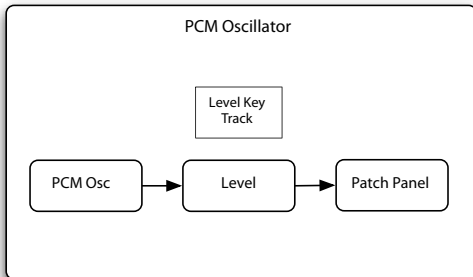 PCM Oscillator
Level Key
Track
PCM Osc
Level
Patch Panel